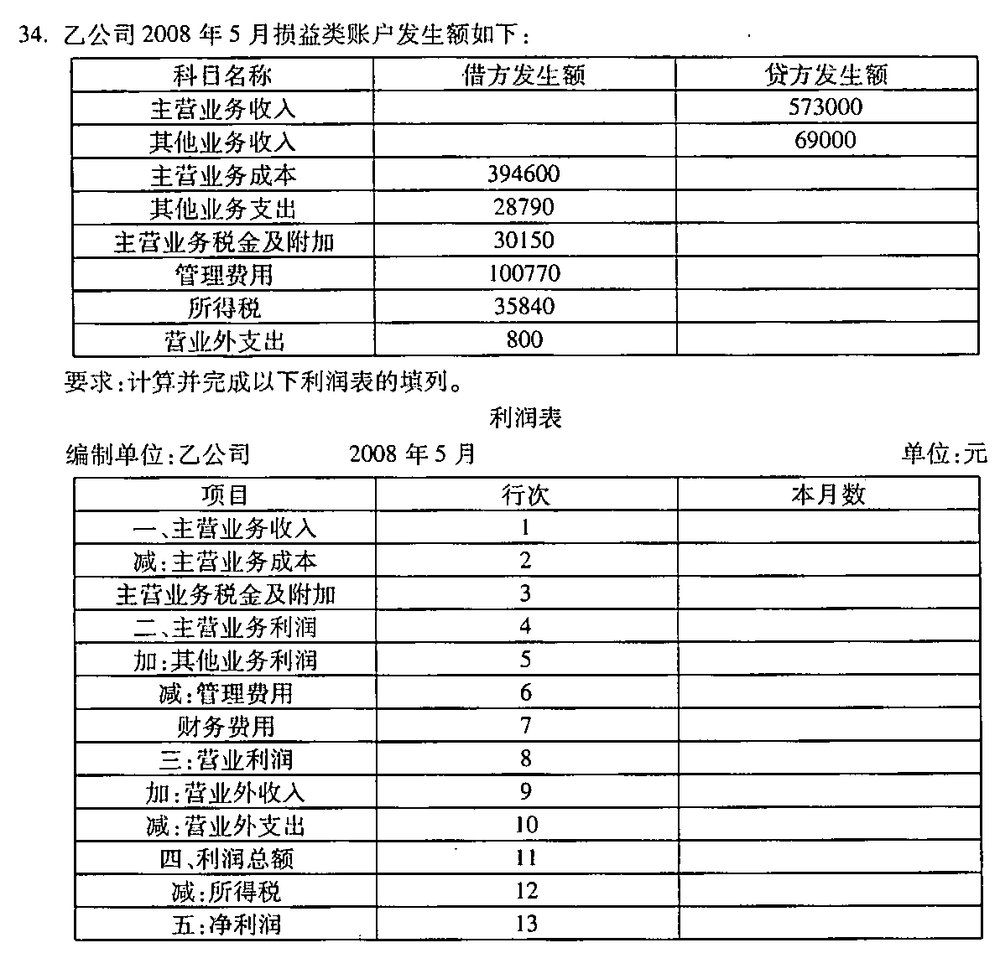 34. 乙公司 2008 年 5 月损益类账户发生额如下:
科目名称 借方发生额 贷方发生额
主营业务收入 573000
其他业务收入 69000
主营业务成本 394600
其他业务支出 28790
主营业务税金及附加 30150
管理费用 100770
所得税 35840
营业外支出 800
要求:计算并完成以下利润表的填列。
利润表
编制单位:乙公司 2008 年 5 月 单位:元
项目 行次 本月数
一、主营业务收入 1
减:主营业务成本 2
主营业务税金及附加 3
二、主营业务利润 4
加:其他业务利润 5
减:管理费用 6
财务费用 7
三:营业利润 8
加:营业外收入 9
减:营业外支出 10
四、利润总额 11
减:所得税 12
五:净利润 13